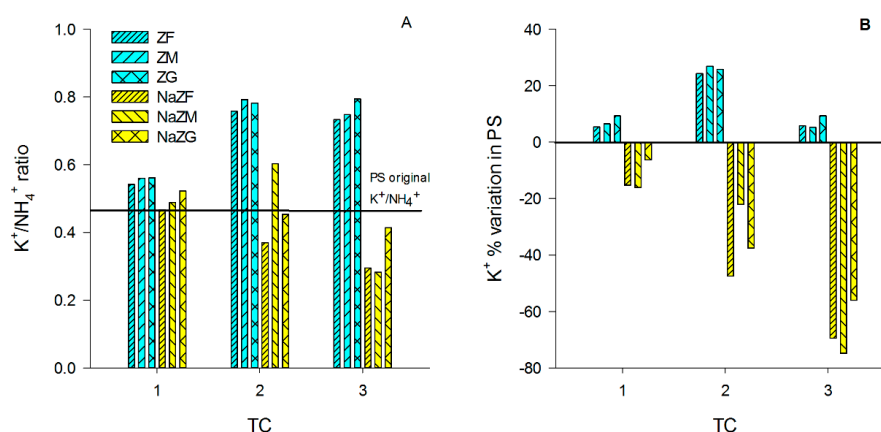 A
1.0
0.8
0.6
0.4
0.2
0.0
K⁺/NH₄⁺ ratio
ZF
ZM
ZG
NaZF
NaZM
NaZG
PS original
K⁺/NH₄⁺
1 2 3
TC
B
40
20
0
-20
-40
-60
-80
K⁺ % variation in PS
1 2 3
TC